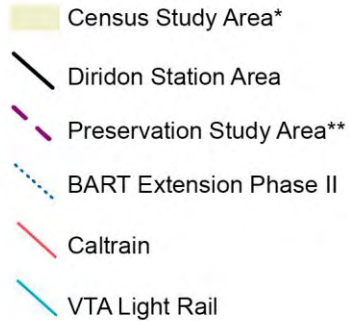 Census Study Area*
Diridon Station Area
Preservation Study Area**
BART Extension Phase II
Caltrain
VTA Light Rail